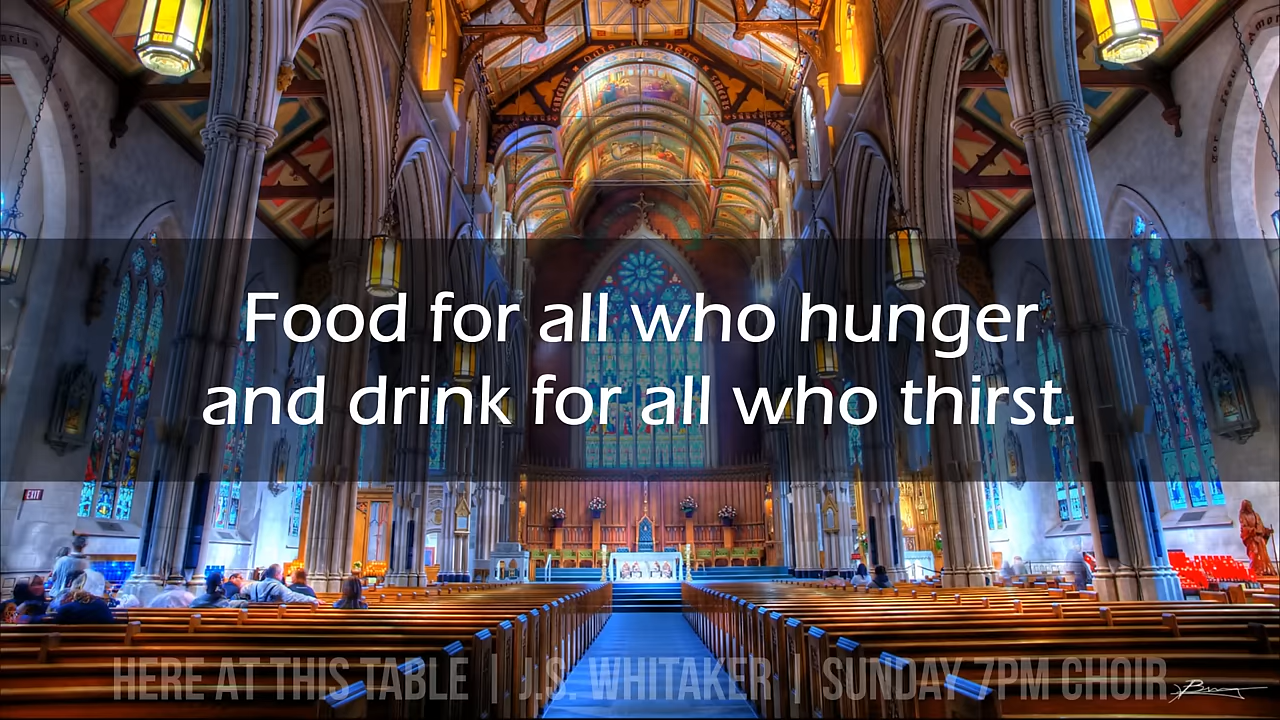 Food for all who hunger
and drink for all who thirst.
EXIT
HERE AT THIS TABLE | J.S. WHITAKER | SUNDAY 7PM CHOIR